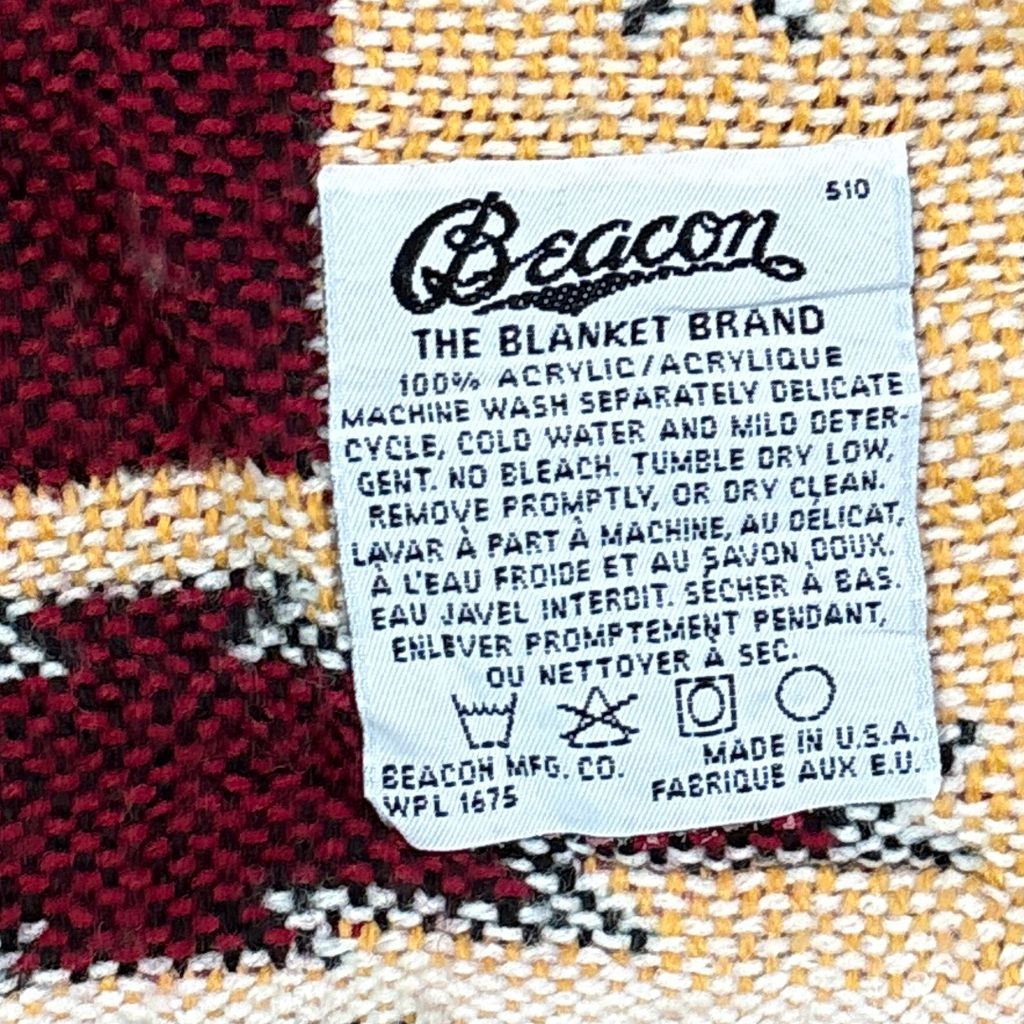 510
Beacon
THE BLANKET BRAND
100% ACRYLIC/ACRYLIQUE
MACHINE WASH SEPARATELY DELICATE
CYCLE, COLD WATER AND MILD DETER-
GENT. NO BLEACH. TUMBLE DRY LOW,
REMOVE PROMPTLY, OR DRY CLEAN.
LAVAR À PART À MACHINE, AU DÉLICAT,
À L'EAU FROIDE ET AU SAVON DOUX.
EAU JAVEL INTERDIT. SÉCHER À BAS.
ENLEVER PROMPTEMENT PENDANT,
OU NETTOYER À SEC.
BEACON MFG. CO. MADE IN U.S.A.
WPL 1675 FABRIQUE AUX E.U.